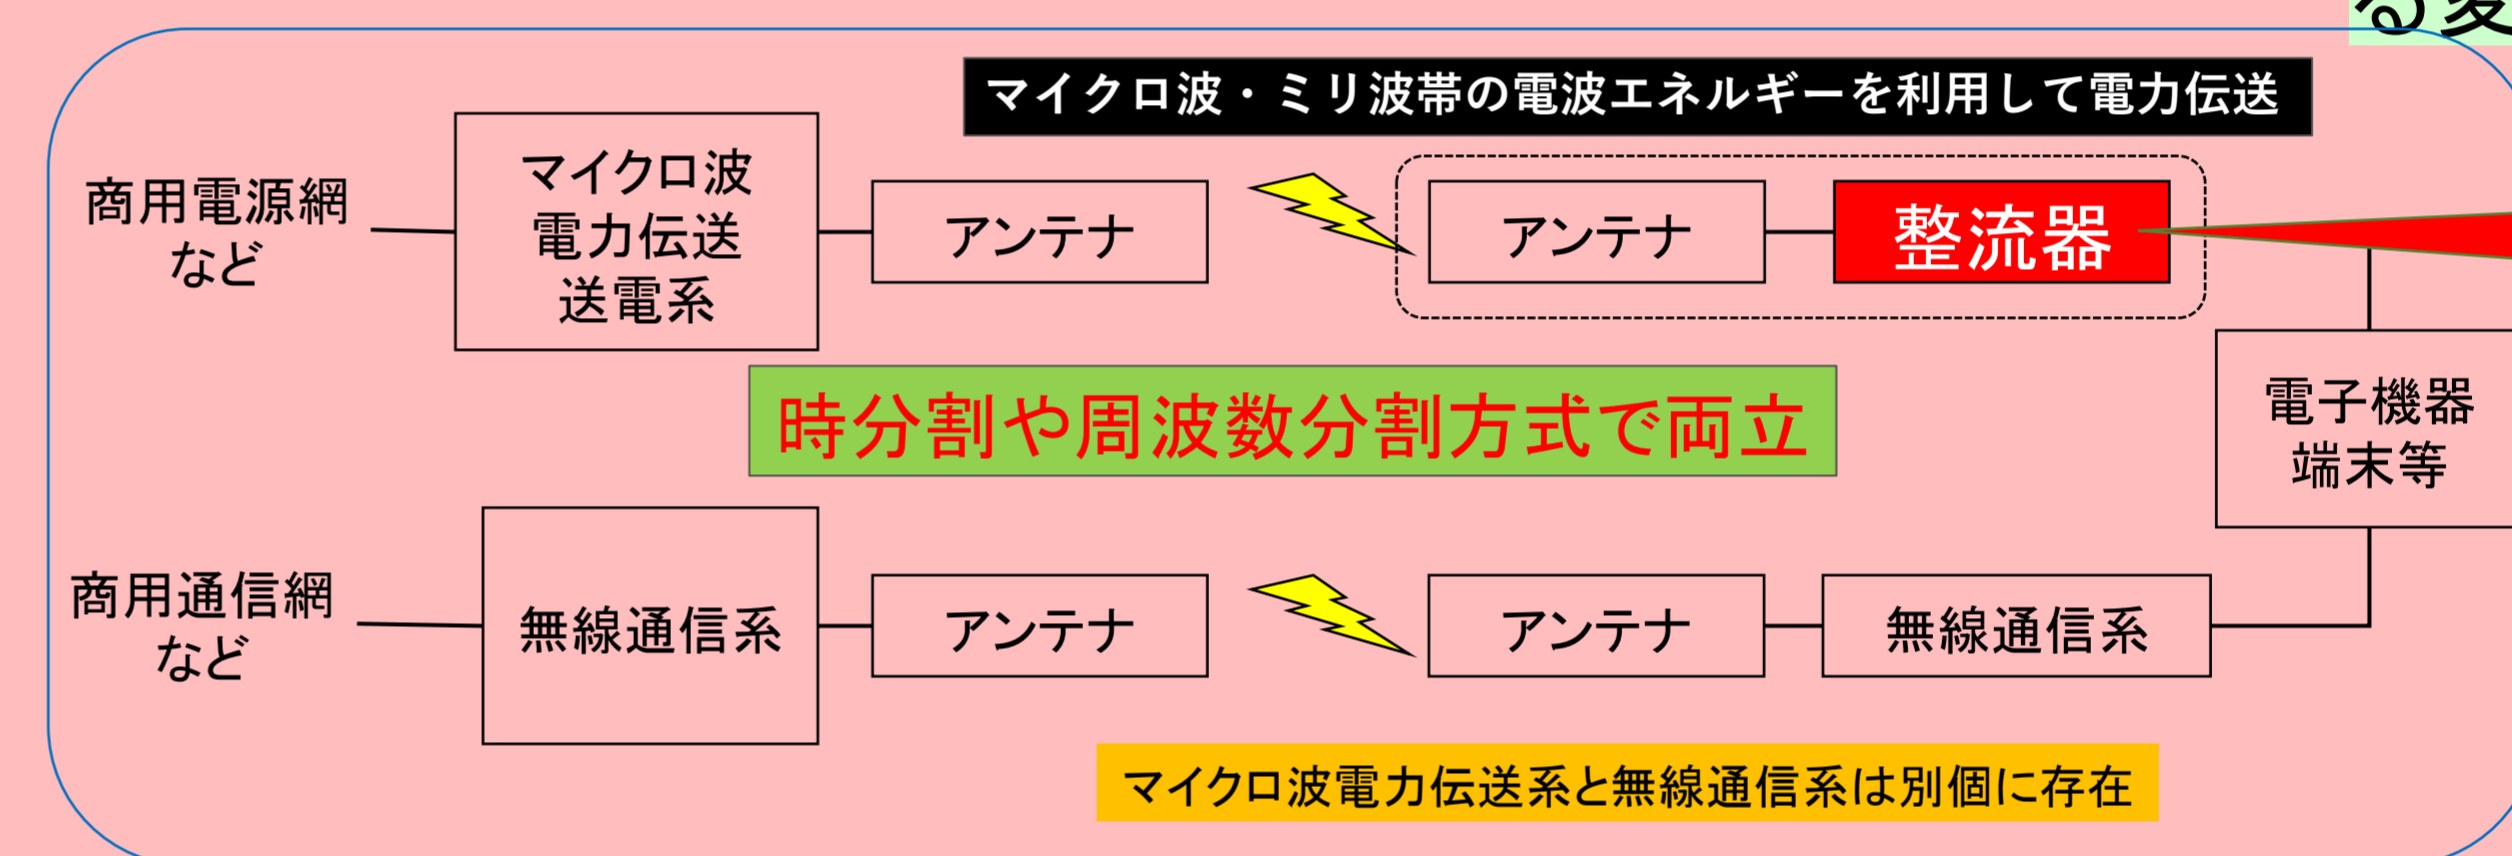 マイクロ波・ミリ波帯の電波エネルギーを利用して電力伝送
商用電源網
など
マイクロ波
電力伝送
送電系
アンテナ
アンテナ
整流器
時分割や周波数分割方式で両立
電子機器
端末等
商用通信網
など
無線通信系
アンテナ
アンテナ
無線通信系
マイクロ波電力伝送系と無線通信系は別個に存在